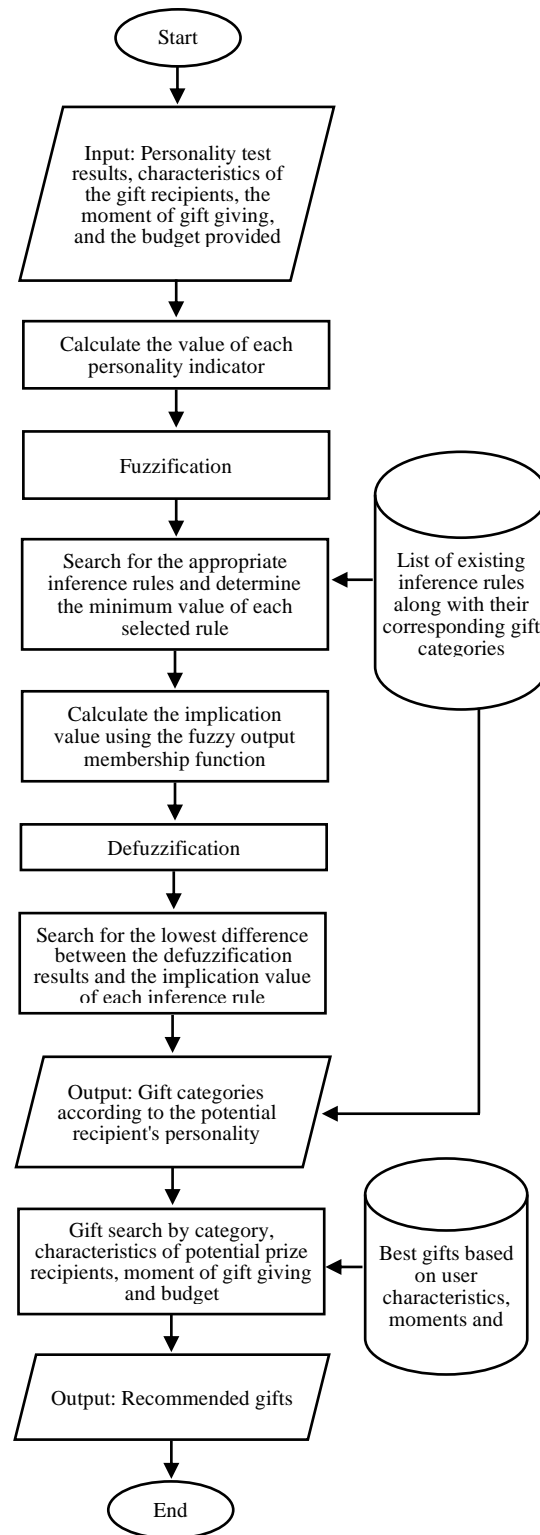 Start
Input: Personality test
results, characteristics of
the gift recipients, the
moment of gift giving,
and the budget provided
Calculate the value of each
personality indicator
Fuzzification
Search for the appropriate
inference rules and determine
the minimum value of each
selected rule
List of existing
inference rules
along with their
corresponding gift
categories
Calculate the implication
value using the fuzzy output
membership function
Defuzzification
Search for the lowest difference
between the defuzzification
results and the implication value
of each inference rule
Output: Gift categories
according to the potential
recipient's personality
Gift search by category,
characteristics of potential prize
recipients, moment of gift giving
and budget
Best gifts based
on user
characteristics,
moments and
Output: Recommended gifts
End